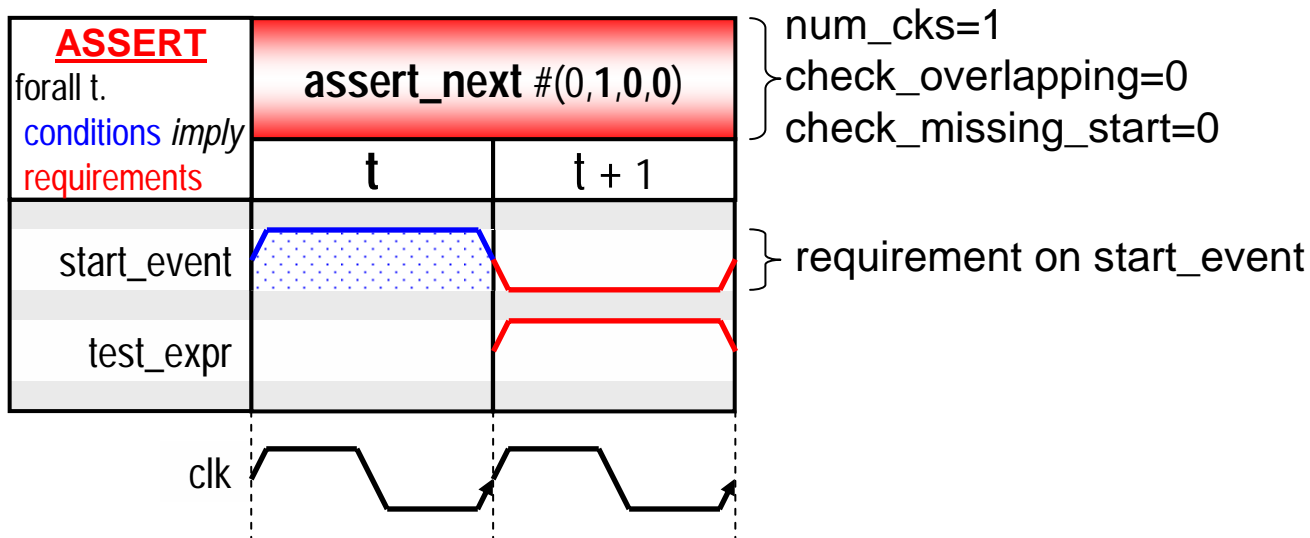 ASSERT
forall t.
conditions imply
requirements
assert_next #(0,1,0,0)
num_cks=1
check_overlapping=0
check_missing_start=0
t
t + 1
start_event
requirement on start_event
test_expr
clk